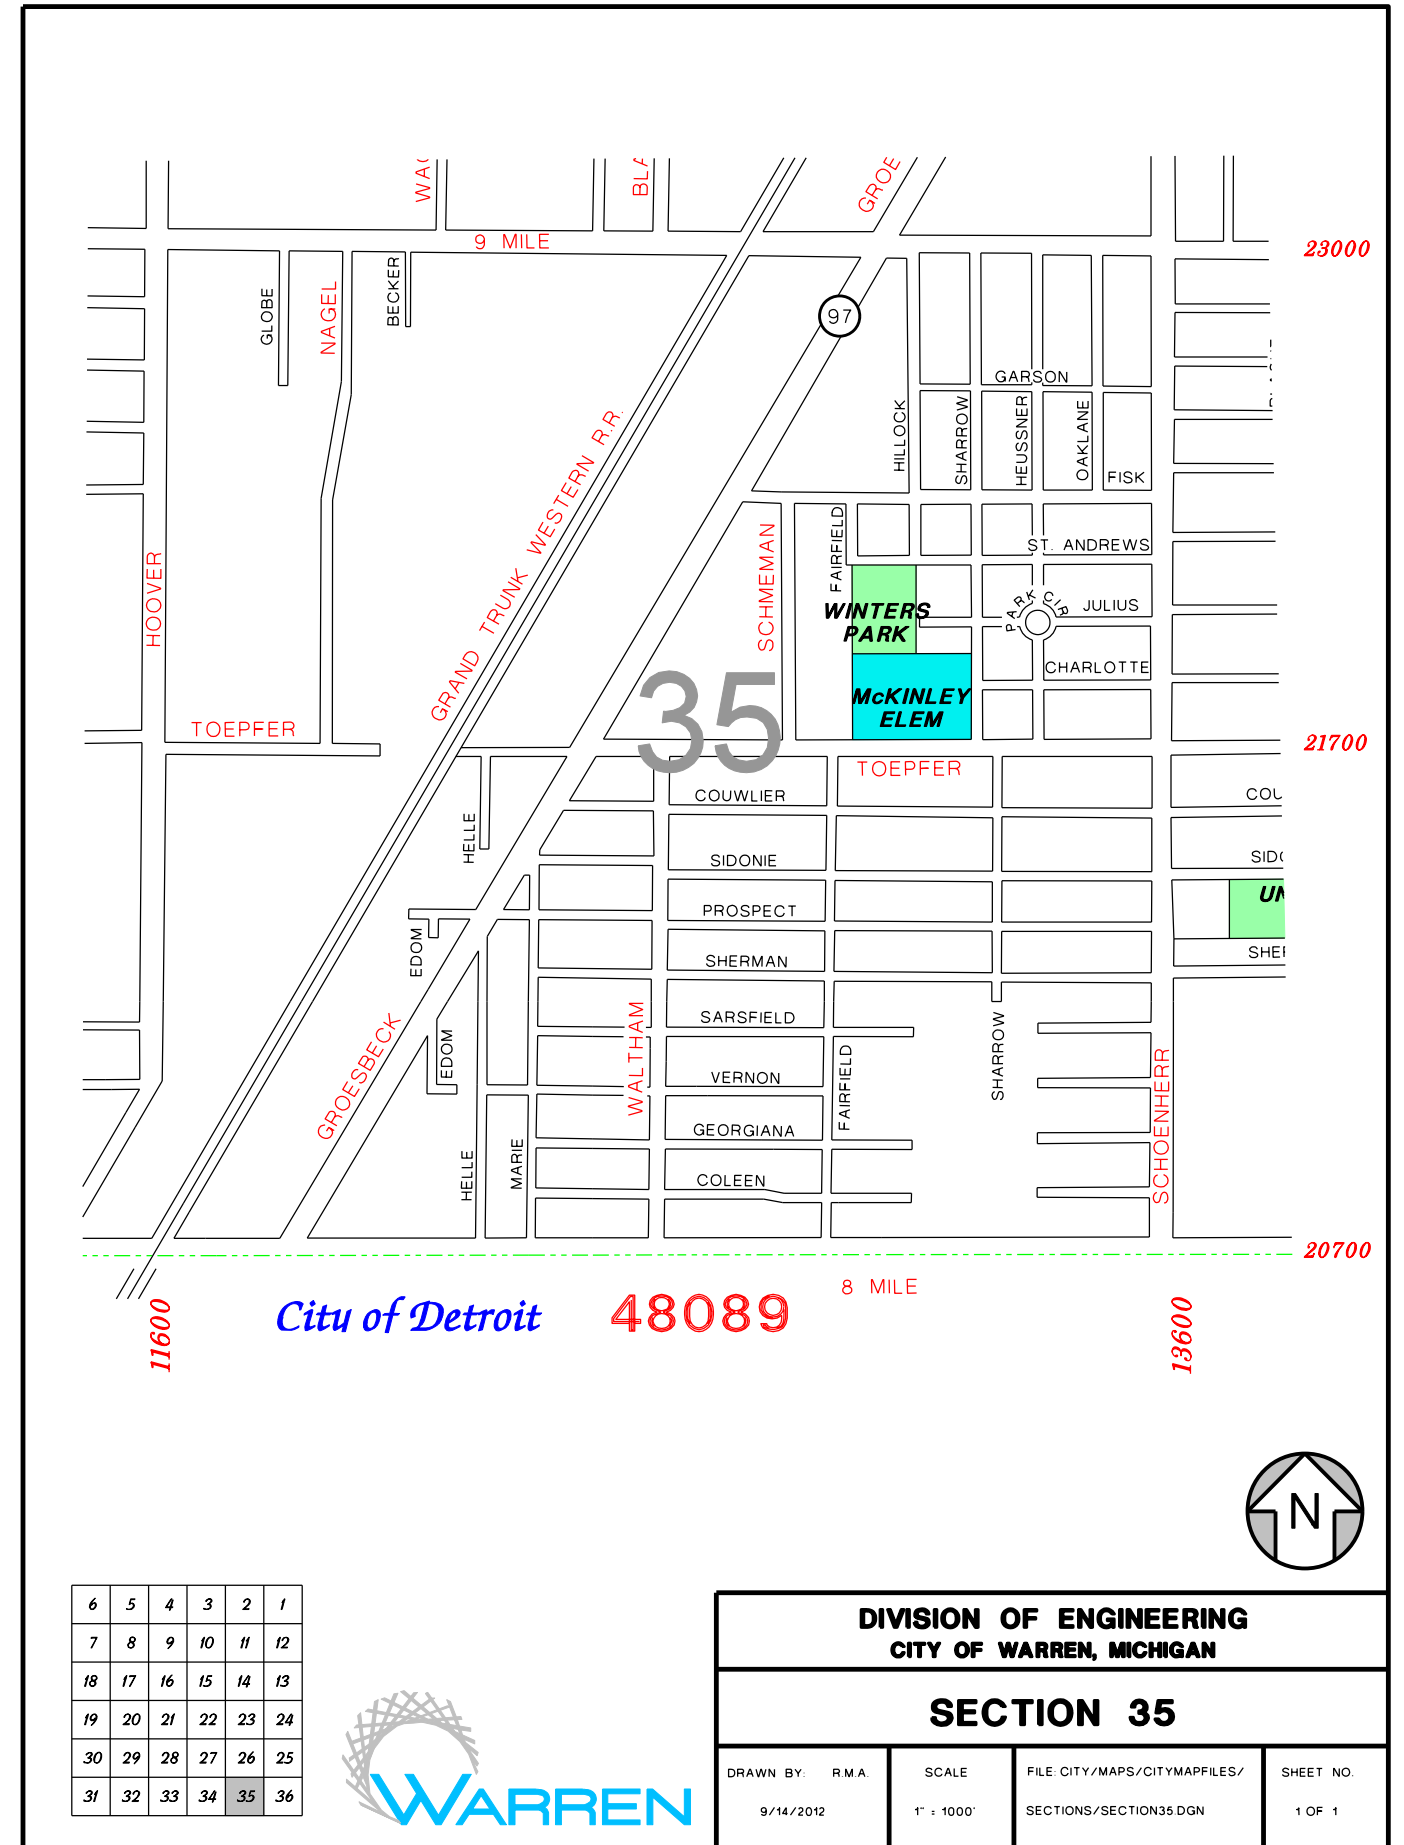 9 MILE
23000
GLOBE
NAGEL
BECKER
97
GARSON
HILLOCK
SHARROW
HEUSSNER
OAKLANE
FISK
GRAND TRUNK WESTERN R.R.
HOOVER
SCHMEMAN
FAIRFIELD
ST. ANDREWS
WINTERS
PARK
PARK CIR
JULIUS
CHARLOTTE
McKINLEY
ELEM
35
TOEPFER
21700
TOEPFER
COUWLIER
HELLE
SIDONIE
PROSPECT
EDOM
SHERMAN
SARSFIELD
WALTHAM
GROESBECK
EDOM
VERNON
FAIRFIELD
SHARROW
SCHOENHERR
GEORGIANA
HELLE
MARIE
COLEEN
20700
8 MILE
City of Detroit
48089
11600
13600
N
6 5 4 3 2 1
7 8 9 10 11 12
18 17 16 15 14 13
19 20 21 22 23 24
30 29 28 27 26 25
31 32 33 34 35 36
WARREN
DIVISION OF ENGINEERING
CITY OF WARREN, MICHIGAN
SECTION 35
DRAWN BY: R.M.A.
9/14/2012
SCALE
1" = 1000'
FILE: CITY/MAPS/CITYMAPFILES/
SECTIONS/SECTION35.DGN
SHEET NO.
1 OF 1